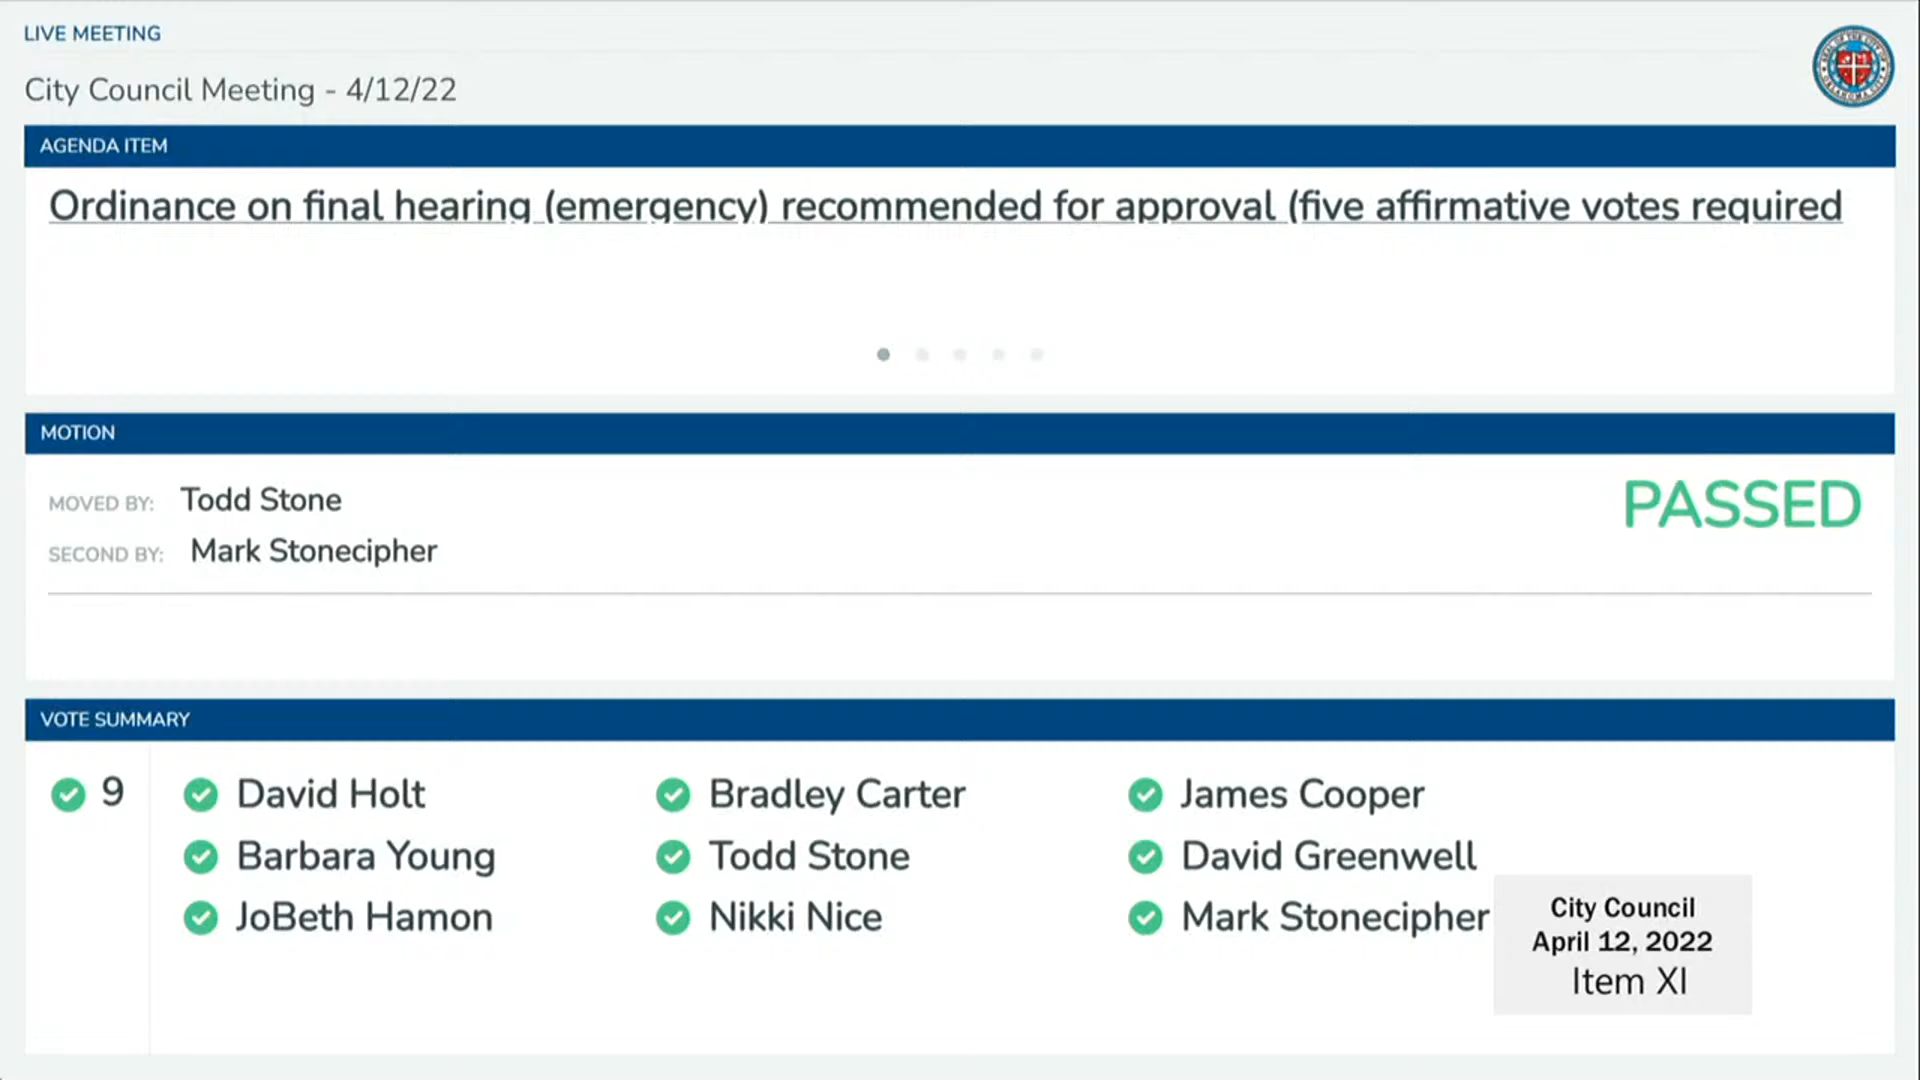 LIVE MEETING
City Council Meeting - 4/12/22
AGENDA ITEM
Ordinance on final hearing (emergency) recommended for approval (five affirmative votes required
MOTION
MOVED BY: Todd Stone
PASSED
SECOND BY: Mark Stonecipher
VOTE SUMMARY
9
David Holt
Bradley Carter
James Cooper
Barbara Young
Todd Stone
David Greenwell
JoBeth Hamon
Nikki Nice
Mark Stonecipher
City Council
April 12, 2022
Item XI